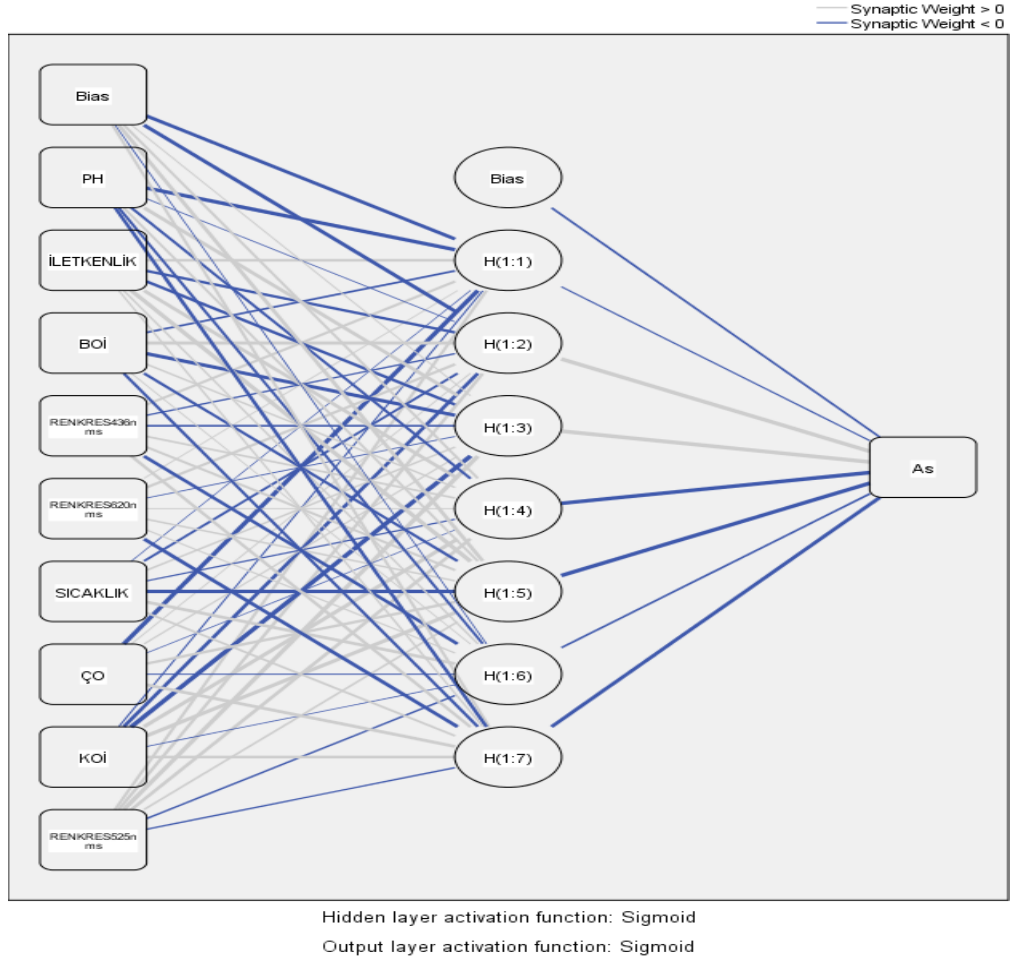 Synaptic Weight > 0
Synaptic Weight < 0
Bias
PH
İLETKENLİK
BOİ
RENKRES436n
ms
RENKRES620n
ms
SICAKLIK
ÇO
KOİ
RENKRES525n
ms
Bias
H(1:1)
H(1:2)
H(1:3)
H(1:4)
H(1:5)
H(1:6)
H(1:7)
As
Hidden layer activation function: Sigmoid
Output layer activation function: Sigmoid